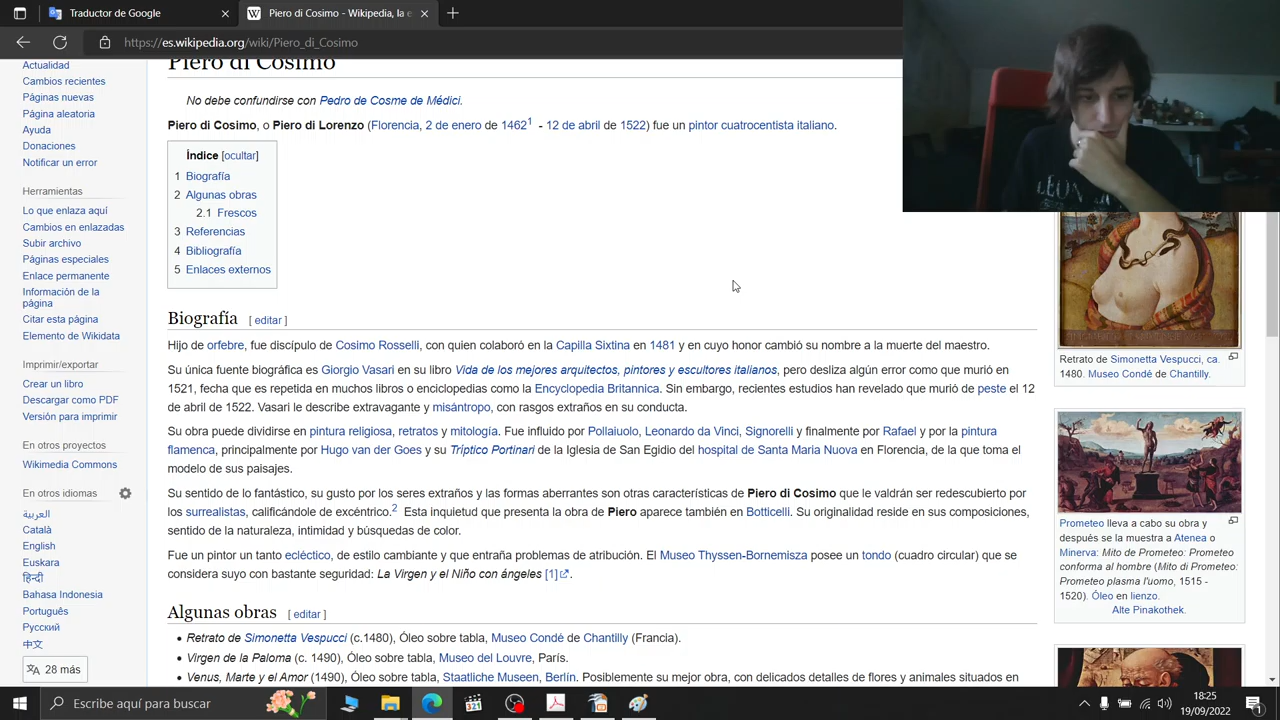 Traductor de Google
Piero di Cosimo - Wikipedia, la e
https://es.wikipedia.org/wiki/Piero_di_Cosimo
Actualidad
Cambios recientes
Páginas nuevas
Página aleatoria
Ayuda
Donaciones
Notificar un error
Herramientas
Lo que enlaza aquí
Cambios en enlazadas
Subir archivo
Páginas especiales
Enlace permanente
Información de la
página
Citar esta página
Elemento de Wikidata
Imprimir/exportar
Crear un libro
Descargar como PDF
Versión para imprimir
En otros proyectos
Wikimedia Commons
En otros idiomas
العربية
Català
English
Euskara
हिन्दी
Bahasa Indonesia
Português
Русский
中文
28 más
Piero di Cosimo
No debe confundirse con Pedro de Cosme de Médici.
Piero di Cosimo, o Piero di Lorenzo (Florencia, 2 de enero de 1462¹ - 12 de abril de 1522) fue un pintor cuatrocentista italiano.
Índice [ocultar]
1 Biografía
2 Algunas obras
2.1 Frescos
3 Referencias
4 Bibliografía
5 Enlaces externos
Biografía [ editar ]
Hijo de orfebre, fue discípulo de Cosimo Rosselli, con quien colaboró en la Capilla Sixtina en 1481 y en cuyo honor cambió su nombre a la muerte del maestro.
Su única fuente biográfica es Giorgio Vasari en su libro Vida de los mejores arquitectos, pintores y escultores italianos, pero desliza algún error como que murió en
1521, fecha que es repetida en muchos libros o enciclopedias como la Encyclopedia Britannica. Sin embargo, recientes estudios han revelado que murió de peste el 12
de abril de 1522. Vasari le describe extravagante y misántropo, con rasgos extraños en su conducta.
Su obra puede dividirse en pintura religiosa, retratos y mitología. Fue influido por Pollaiuolo, Leonardo da Vinci, Signorelli y finalmente por Rafael y por la pintura
flamenca, principalmente por Hugo van der Goes y su Tríptico Portinari de la Iglesia de San Egidio del hospital de Santa Maria Nuova en Florencia, de la que toma el
modelo de sus paisajes.
Su sentido de lo fantástico, su gusto por los seres extraños y las formas aberrantes son otras características de Piero di Cosimo que le valdrán ser redescubierto por
los surrealistas, calificándole de excéntrico.² Esta inquietud que presenta la obra de Piero aparece también en Botticelli. Su originalidad reside en sus composiciones,
sentido de la naturaleza, intimidad y búsquedas de color.
Fue un pintor un tanto ecléctico, de estilo cambiante y que entraña problemas de atribución. El Museo Thyssen-Bornemisza posee un tondo (cuadro circular) que se
considera suyo con bastante seguridad: La Virgen y el Niño con ángeles [1].
Algunas obras [ editar ]
• Retrato de Simonetta Vespucci (c.1480), Óleo sobre tabla, Museo Condé de Chantilly (Francia).
• Virgen de la Paloma (c. 1490), Óleo sobre tabla, Museo del Louvre, París.
• Venus, Marte y el Amor (1490), Óleo sobre tabla, Staatliche Museen, Berlín. Posiblemente su mejor obra, con delicados detalles de flores y animales situados en
Retrato de Simonetta Vespucci, ca.
1480. Museo Condé de Chantilly.
Prometeo lleva a cabo su obra y
después se la muestra a Atenea o
Minerva: Mito de Prometeo: Prometeo
conforma al hombre (Mito di Prometeo:
Prometeo plasma l'uomo, 1515 -
1520). Óleo en lienzo.
Alte Pinakothek.
Escribe aquí para buscar
18:25
19/09/2022